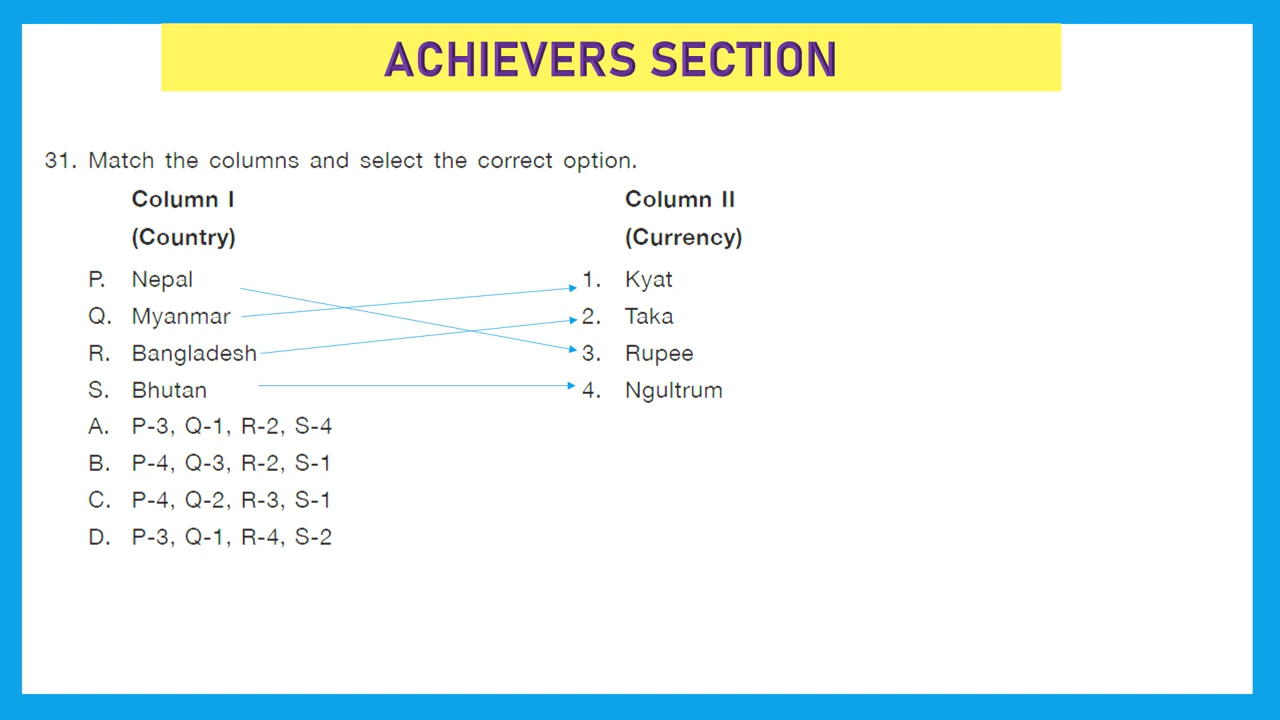 ACHIEVERS SECTION
31. Match the columns and select the correct option.
Column I Column II
(Country) (Currency)
P. Nepal 1. Kyat
Q. Myanmar 2. Taka
R. Bangladesh 3. Rupee
S. Bhutan 4. Ngultrum
A. P-3, Q-1, R-2, S-4
B. P-4, Q-3, R-2, S-1
C. P-4, Q-2, R-3, S-1
D. P-3, Q-1, R-4, S-2